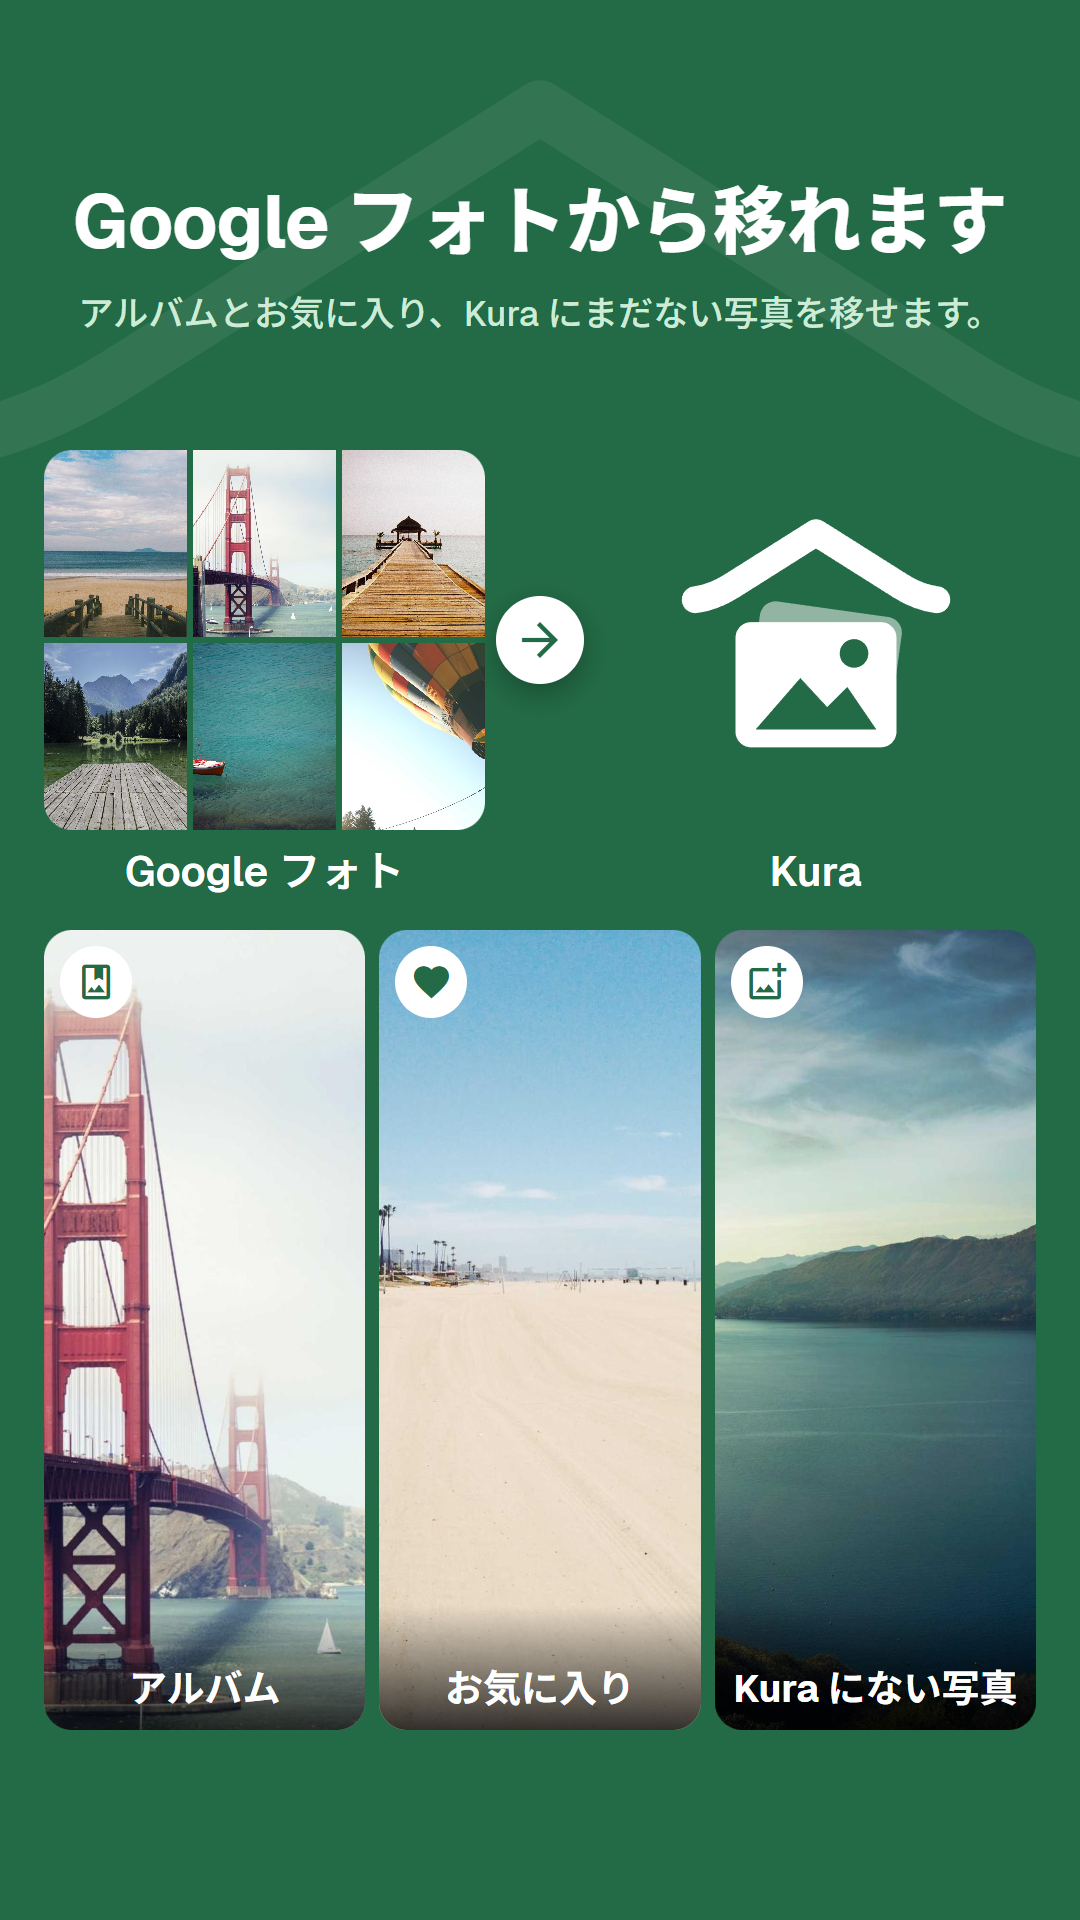 Google フォトから移れます
アルバムとお気に入り、Kura にまだない写真を移せます。
Google フォト
Kura
アルバム
お気に入り
Kura にない写真